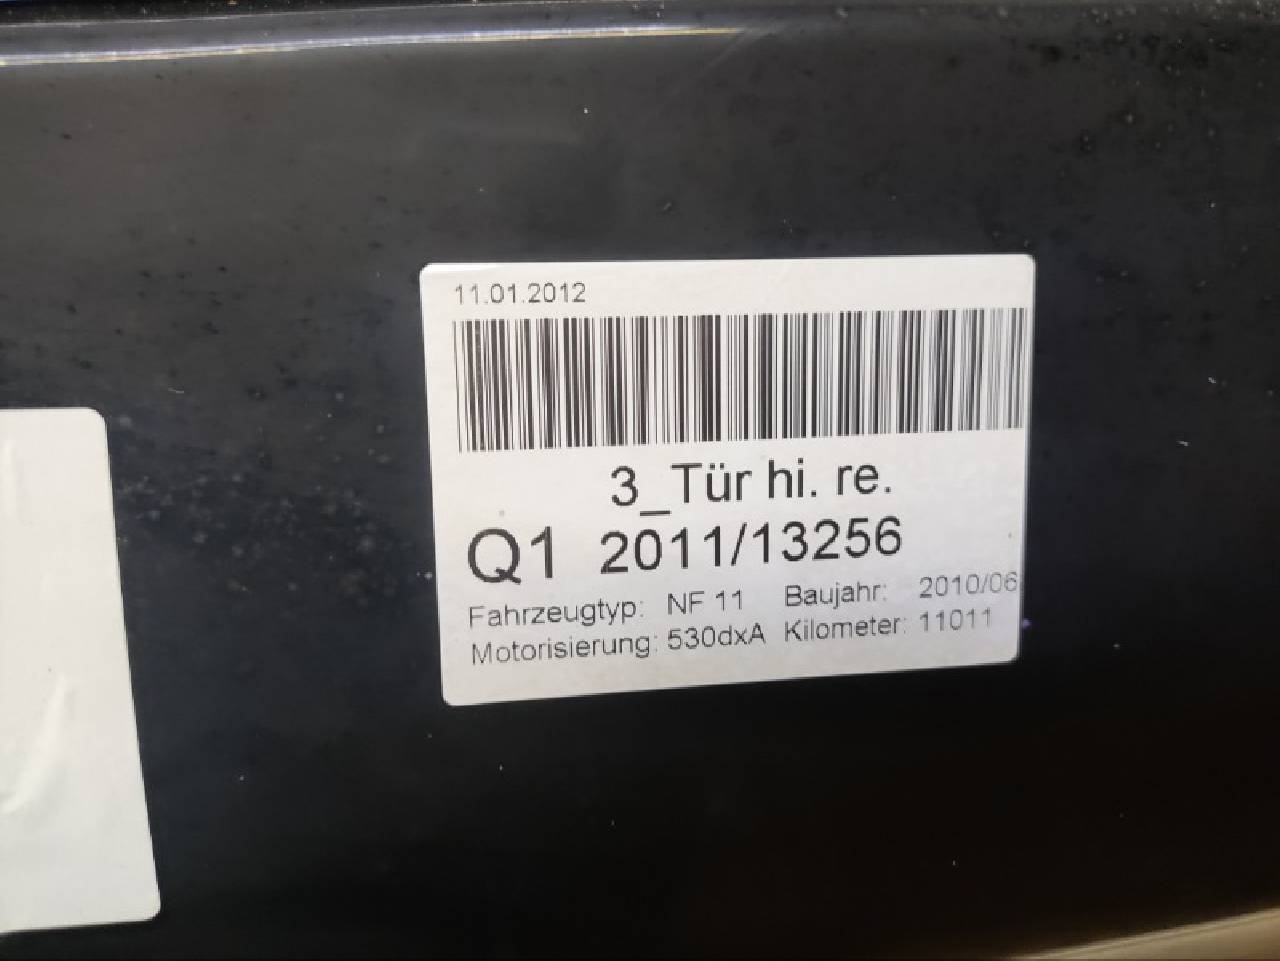 11.01.2012
3_Tür hi. re.
Q1 2011/13256
Fahrzeugtyp: NF 11 Baujahr: 2010/06
Motorisierung: 530dxA Kilometer: 11011